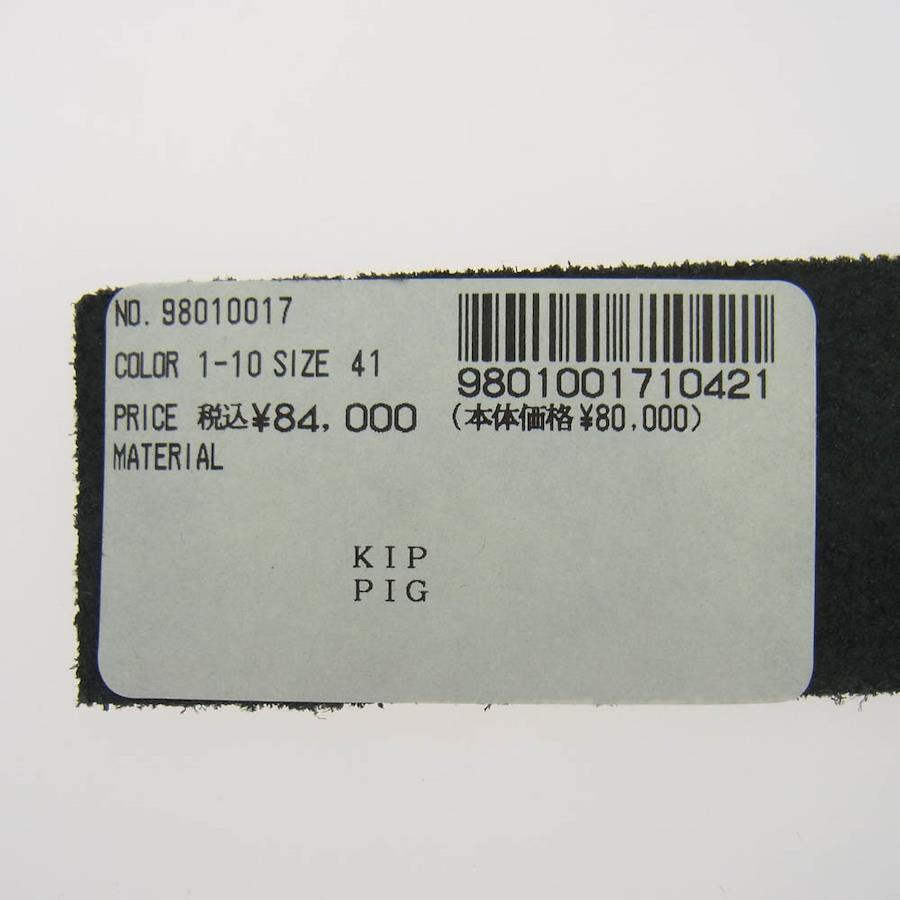 NO. 98010017
COLOR 1-10 SIZE 41
9801001710421
PRICE 税込¥84,000 (本体価格¥80,000)
MATERIAL
KIP
PIG